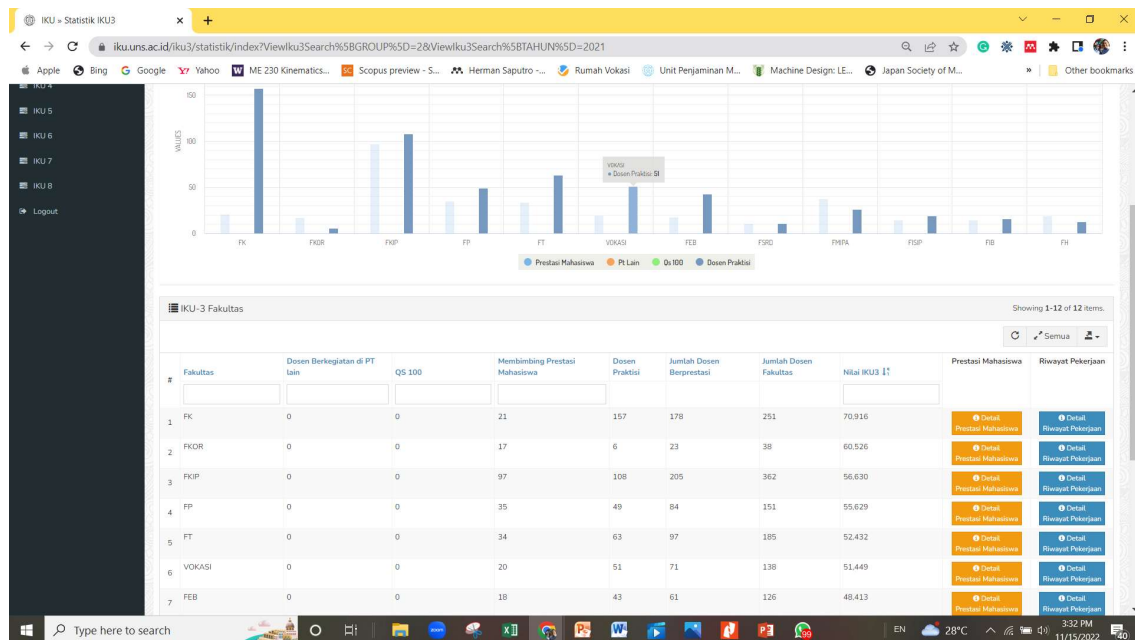 IKU » Statistik IKU3
iku.uns.ac.id/iku3/statistik/index?ViewIku3Search%5BGROUP%5D=2&ViewIku3Search%5BTAHUN%5D=2021
Apple Bing Google Yahoo ME 230 Kinematics... Scopus preview - S... Herman Saputro -... Rumah Vokasi Unit Penjaminan M... Machine Design: LE... Japan Society of M... » Other bookmarks
IKU 4
IKU 5
IKU 6
IKU 7
IKU 8
Logout
VALUES
150
100
50
0
VOKASI
Dosen Praktisi: 51
FK FKOR FKIP FP FT VOKASI FEB FSRD FMIPA FISIP FIB FH
Prestasi Mahasiswa Pt Lain Qs 100 Dosen Praktisi
IKU-3 Fakultas Showing 1-12 of 12 items.
Semua
# Fakultas Dosen Berkegiatan di PT lain QS 100 Membimbing Prestasi Mahasiswa Dosen Praktisi Jumlah Dosen Berprestasi Jumlah Dosen Fakultas Nilai IKU3 Prestasi Mahasiswa Riwayat Pekerjaan
1 FK 0 0 21 157 178 251 70,916 Detail Prestasi Mahasiswa Detail Riwayat Pekerjaan
2 FKOR 0 0 17 6 23 38 60,526 Detail Prestasi Mahasiswa Detail Riwayat Pekerjaan
3 FKIP 0 0 97 108 205 362 56,630 Detail Prestasi Mahasiswa Detail Riwayat Pekerjaan
4 FP 0 0 35 49 84 151 55,629 Detail Prestasi Mahasiswa Detail Riwayat Pekerjaan
5 FT 0 0 34 63 97 185 52,432 Detail Prestasi Mahasiswa Detail Riwayat Pekerjaan
6 VOKASI 0 0 20 51 71 138 51,449 Detail Prestasi Mahasiswa Detail Riwayat Pekerjaan
7 FEB 0 0 18 43 61 126 48,413 Detail Prestasi Mahasiswa Detail Riwayat Pekerjaan
Type here to search
EN 28°C 3:32 PM
11/15/2022